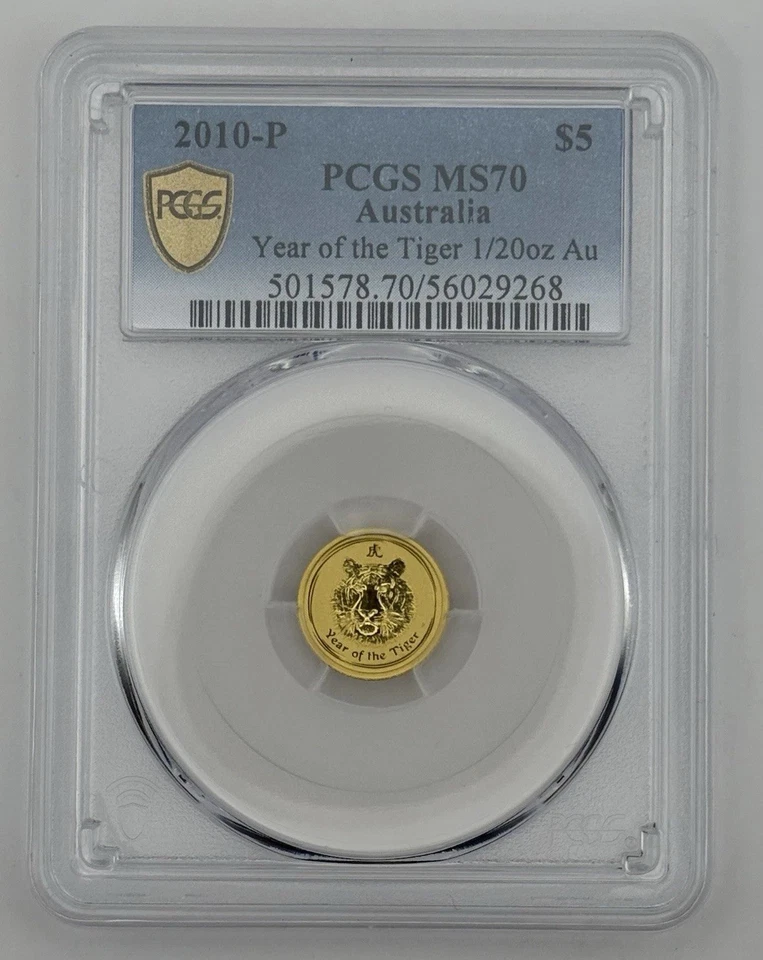 2010-P $5
PCGS MS70
PCGS
Australia
Year of the Tiger 1/20oz Au
501578.70/56029268
虎
Year of the Tiger
PCGS